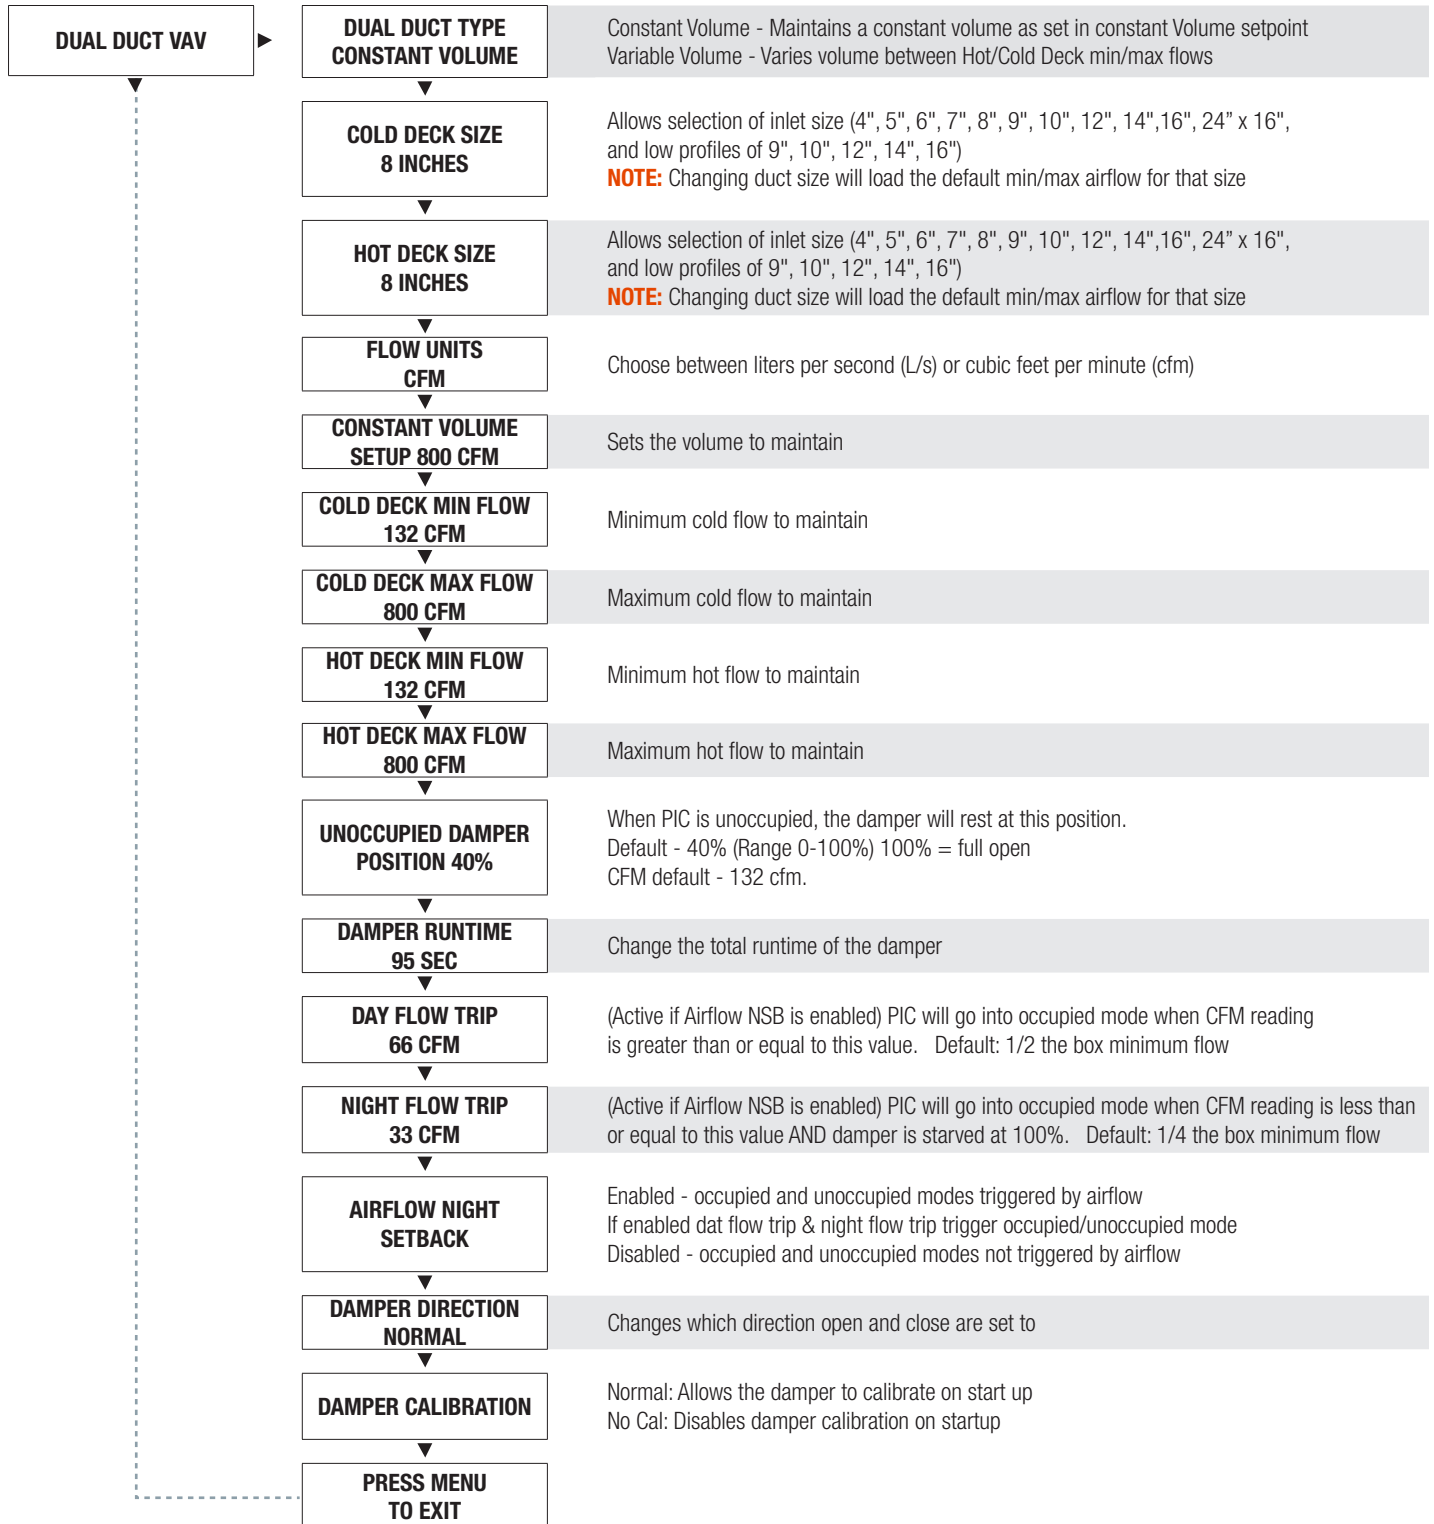 DUAL DUCT VAV
DUAL DUCT TYPE
CONSTANT VOLUME
Constant Volume - Maintains a constant volume as set in constant Volume setpoint
Variable Volume - Varies volume between Hot/Cold Deck min/max flows
COLD DECK SIZE
8 INCHES
Allows selection of inlet size (4", 5", 6", 7", 8", 9", 10", 12", 14",16", 24” x 16",
and low profiles of 9", 10", 12", 14", 16")
NOTE: Changing duct size will load the default min/max airflow for that size
HOT DECK SIZE
8 INCHES
Allows selection of inlet size (4", 5", 6", 7", 8", 9", 10", 12", 14",16", 24” x 16",
and low profiles of 9", 10", 12", 14", 16")
NOTE: Changing duct size will load the default min/max airflow for that size
FLOW UNITS
CFM
Choose between liters per second (L/s) or cubic feet per minute (cfm)
CONSTANT VOLUME
SETUP 800 CFM
Sets the volume to maintain
COLD DECK MIN FLOW
132 CFM
Minimum cold flow to maintain
COLD DECK MAX FLOW
800 CFM
Maximum cold flow to maintain
HOT DECK MIN FLOW
132 CFM
Minimum hot flow to maintain
HOT DECK MAX FLOW
800 CFM
Maximum hot flow to maintain
UNOCCUPIED DAMPER
POSITION 40%
When PIC is unoccupied, the damper will rest at this position.
Default - 40% (Range 0-100%) 100% = full open
CFM default - 132 cfm.
DAMPER RUNTIME
95 SEC
Change the total runtime of the damper
DAY FLOW TRIP
66 CFM
(Active if Airflow NSB is enabled) PIC will go into occupied mode when CFM reading
is greater than or equal to this value. Default: 1/2 the box minimum flow
NIGHT FLOW TRIP
33 CFM
(Active if Airflow NSB is enabled) PIC will go into occupied mode when CFM reading is less than
or equal to this value AND damper is starved at 100%. Default: 1/4 the box minimum flow
AIRFLOW NIGHT
SETBACK
Enabled - occupied and unoccupied modes triggered by airflow
If enabled dat flow trip & night flow trip trigger occupied/unoccupied mode
Disabled - occupied and unoccupied modes not triggered by airflow
DAMPER DIRECTION
NORMAL
Changes which direction open and close are set to
DAMPER CALIBRATION
Normal: Allows the damper to calibrate on start up
No Cal: Disables damper calibration on startup
PRESS MENU
TO EXIT